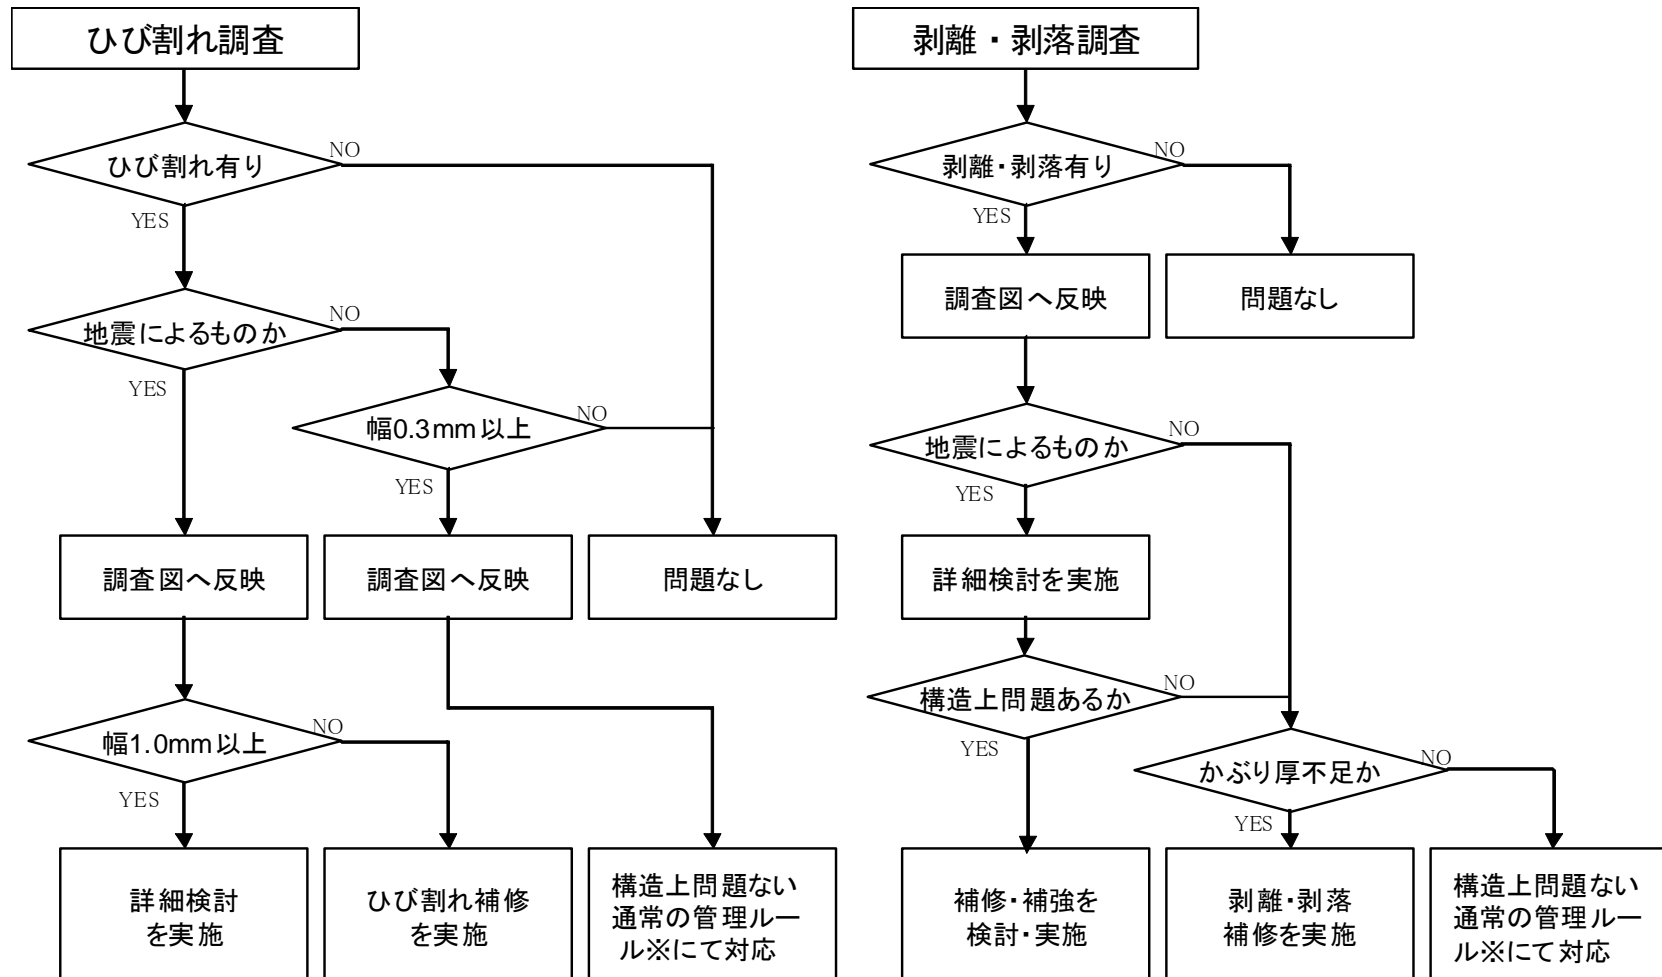 ひび割れ調査
ひび割れ有り
NO
YES
地震によるものか
NO
YES
幅0.3mm以上
NO
YES
調査図へ反映
調査図へ反映
問題なし
幅1.0mm以上
NO
YES
詳細検討
を実施
ひび割れ補修
を実施
構造上問題ない
通常の管理ルー
ル※にて対応
剥離・剥落調査
剥離・剥落有り
NO
YES
調査図へ反映
問題なし
地震によるものか
NO
YES
詳細検討を実施
構造上問題あるか
NO
YES
かぶり厚不足か
NO
YES
補修・補強を
検討・実施
剥離・剥落
補修を実施
構造上問題ない
通常の管理ルー
ル※にて対応